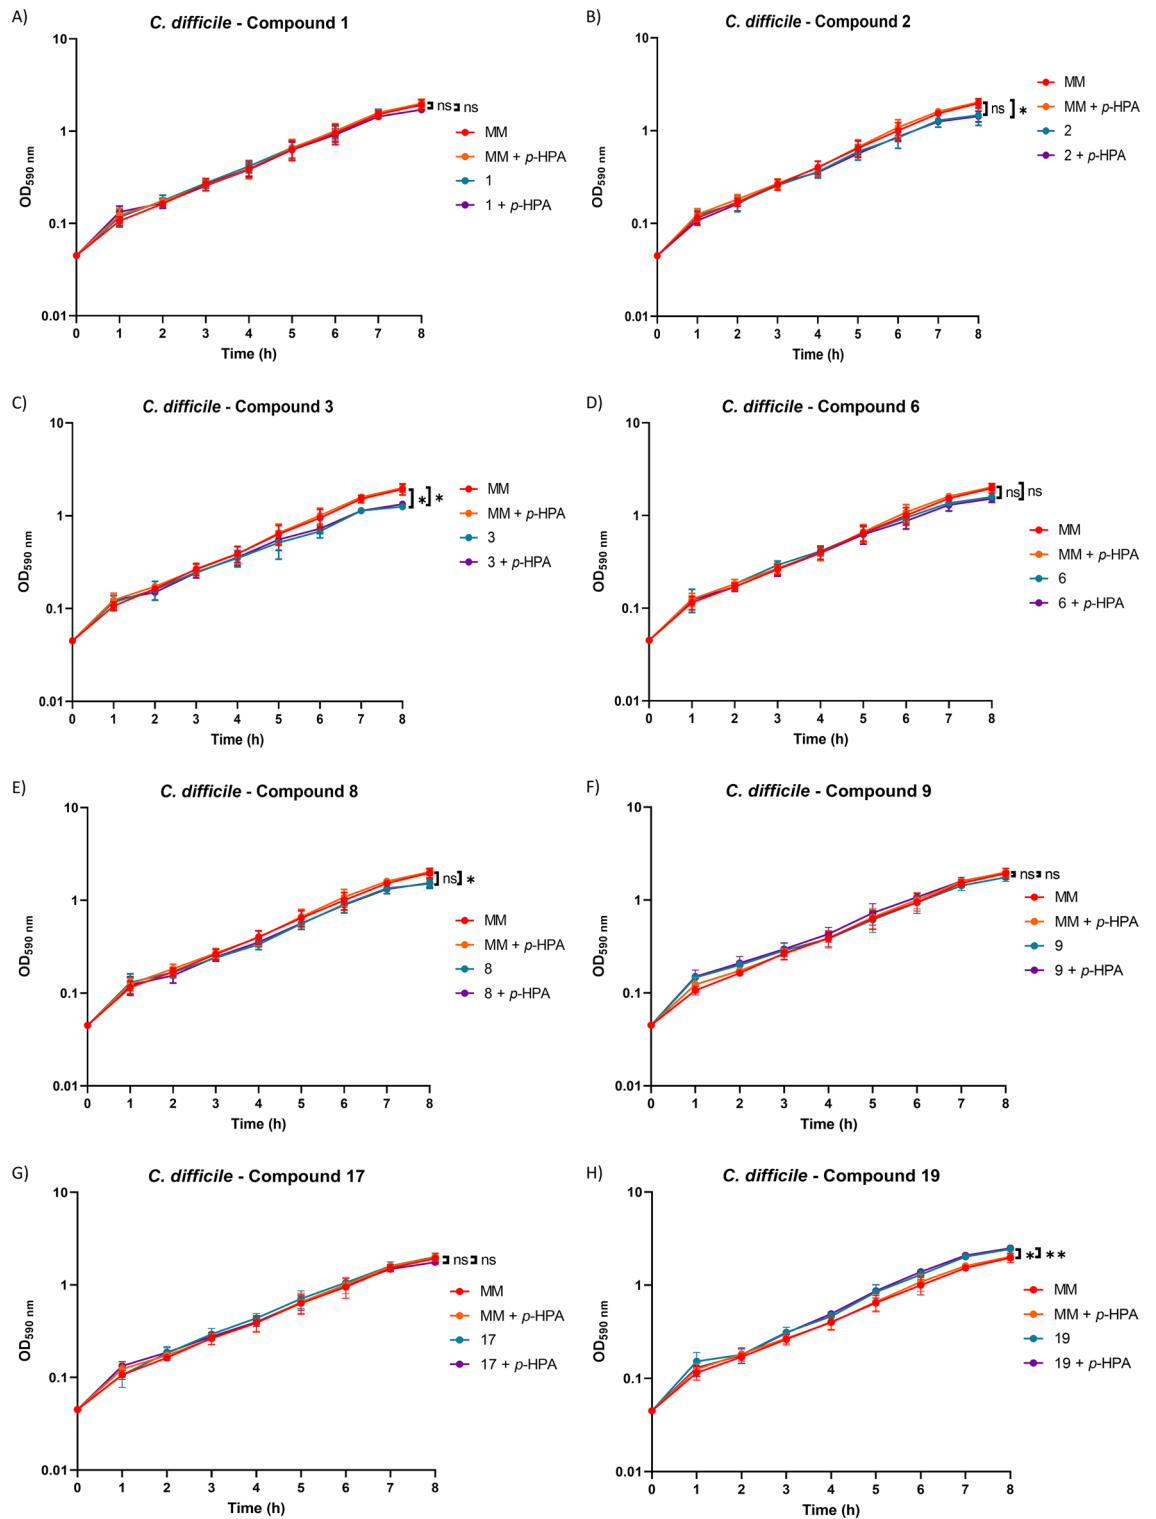 A)
C. difficile - Compound 1
10
1
0.1
0.01
OD590 nm
0 1 2 3 4 5 6 7 8
Time (h)
ns ns
MM
MM + p-HPA
1
1 + p-HPA
B)
C. difficile - Compound 2
10
1
0.1
0.01
OD590 nm
0 1 2 3 4 5 6 7 8
Time (h)
ns *
MM
MM + p-HPA
2
2 + p-HPA
C)
C. difficile - Compound 3
10
1
0.1
0.01
OD590 nm
0 1 2 3 4 5 6 7 8
Time (h)
* *
MM
MM + p-HPA
3
3 + p-HPA
D)
C. difficile - Compound 6
10
1
0.1
0.01
OD590 nm
0 1 2 3 4 5 6 7 8
Time (h)
ns ns
MM
MM + p-HPA
6
6 + p-HPA
E)
C. difficile - Compound 8
10
1
0.1
0.01
OD590 nm
0 1 2 3 4 5 6 7 8
Time (h)
ns *
MM
MM + p-HPA
8
8 + p-HPA
F)
C. difficile - Compound 9
10
1
0.1
0.01
OD590 nm
0 1 2 3 4 5 6 7 8
Time (h)
ns ns
MM
MM + p-HPA
9
9 + p-HPA
G)
C. difficile - Compound 17
10
1
0.1
0.01
OD590 nm
0 1 2 3 4 5 6 7 8
Time (h)
ns ns
MM
MM + p-HPA
17
17 + p-HPA
H)
C. difficile - Compound 19
10
1
0.1
0.01
OD590 nm
0 1 2 3 4 5 6 7 8
Time (h)
* **
MM
MM + p-HPA
19
19 + p-HPA